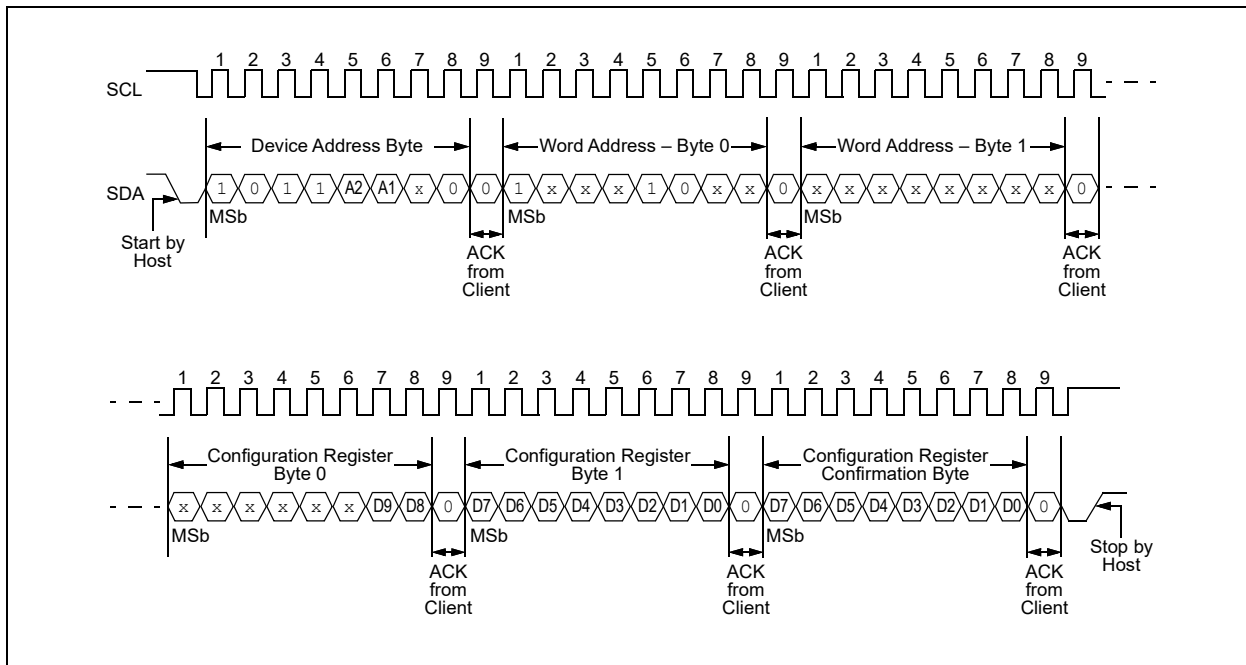 1 2 3 4 5 6 7 8 9 1 2 3 4 5 6 7 8 9 1 2 3 4 5 6 7 8 9
SCL
Device Address Byte Word Address – Byte 0 Word Address – Byte 1
SDA 1 0 1 1 A2 A1 x 0 0 1 x x x 1 0 x x 0 x x x x x x x x 0
MSb MSb MSb
Start by
Host
ACK
from
Client
ACK
from
Client
ACK
from
Client
1 2 3 4 5 6 7 8 9 1 2 3 4 5 6 7 8 9 1 2 3 4 5 6 7 8 9
Configuration Register
Byte 0
Configuration Register
Byte 1
Configuration Register
Confirmation Byte
x x x x x x D9 D8 0 D7 D6 D5 D4 D3 D2 D1 D0 0 D7 D6 D5 D4 D3 D2 D1 D0 0
MSb MSb MSb
Stop by
Host
ACK
from
Client
ACK
from
Client
ACK
from
Client